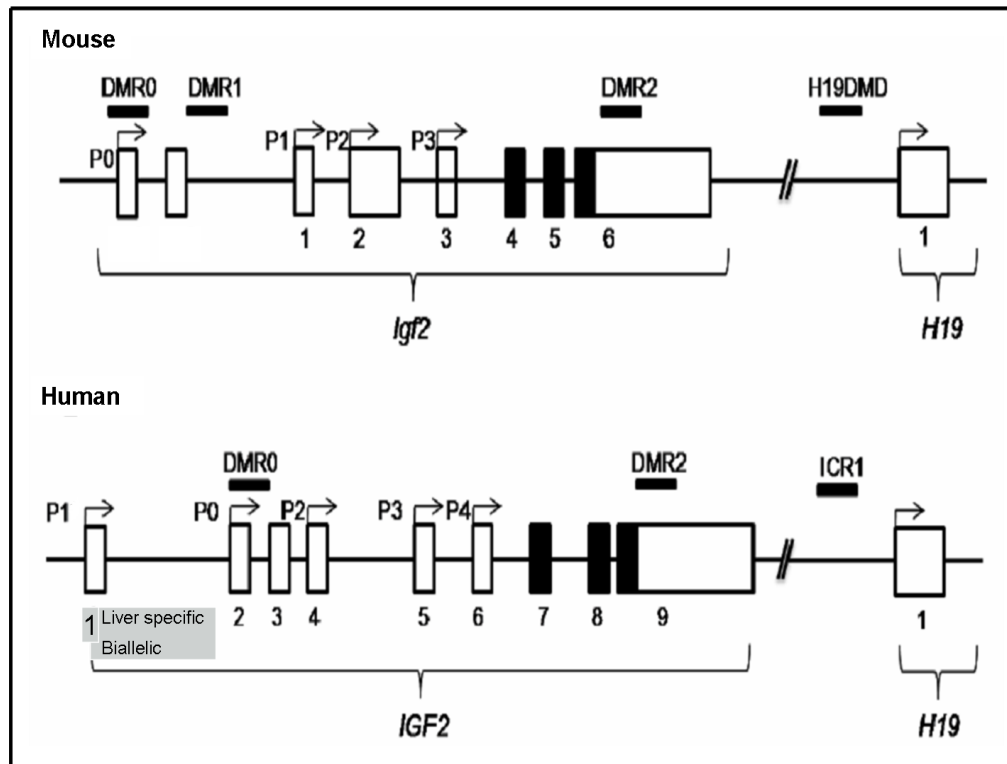 Mouse
DMR0 DMR1 DMR2 H19DMD
P0 P1 P2 P3
1 2 3 4 5 6 1
Igf2 H19
Human
DMR0 DMR2 ICR1
P1 P0 P2 P3 P4
1 Liver specific 2 3 4 5 6 7 8 9 1
Biallelic
IGF2 H19